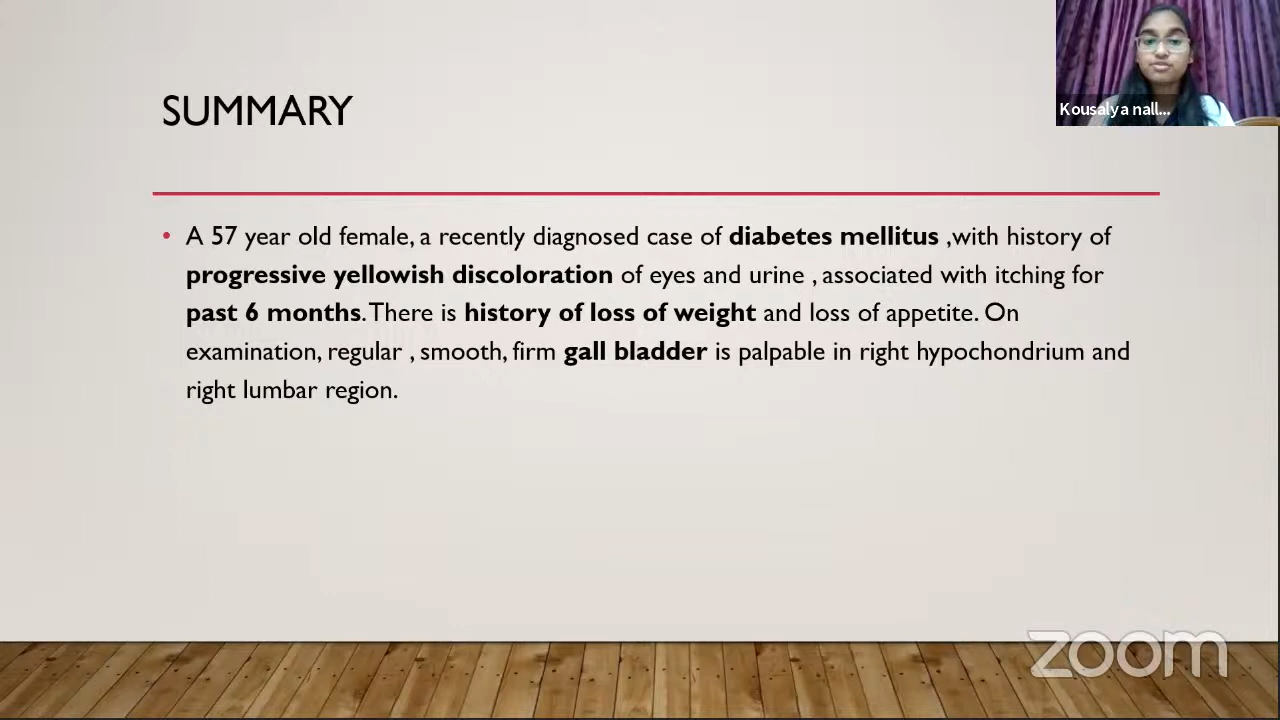 Kousalya nall...
SUMMARY
• A 57 year old female, a recently diagnosed case of diabetes mellitus ,with history of
progressive yellowish discoloration of eyes and urine , associated with itching for
past 6 months. There is history of loss of weight and loss of appetite. On
examination, regular , smooth, firm gall bladder is palpable in right hypochondrium and
right lumbar region.
zoom